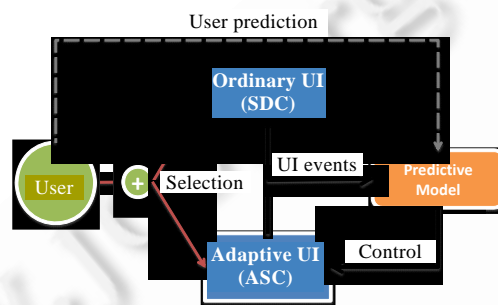 User prediction
Ordinary UI
(SDC)
UI events
Predictive
Model
User
+
Selection
Adaptive UI
(ASC)
Control